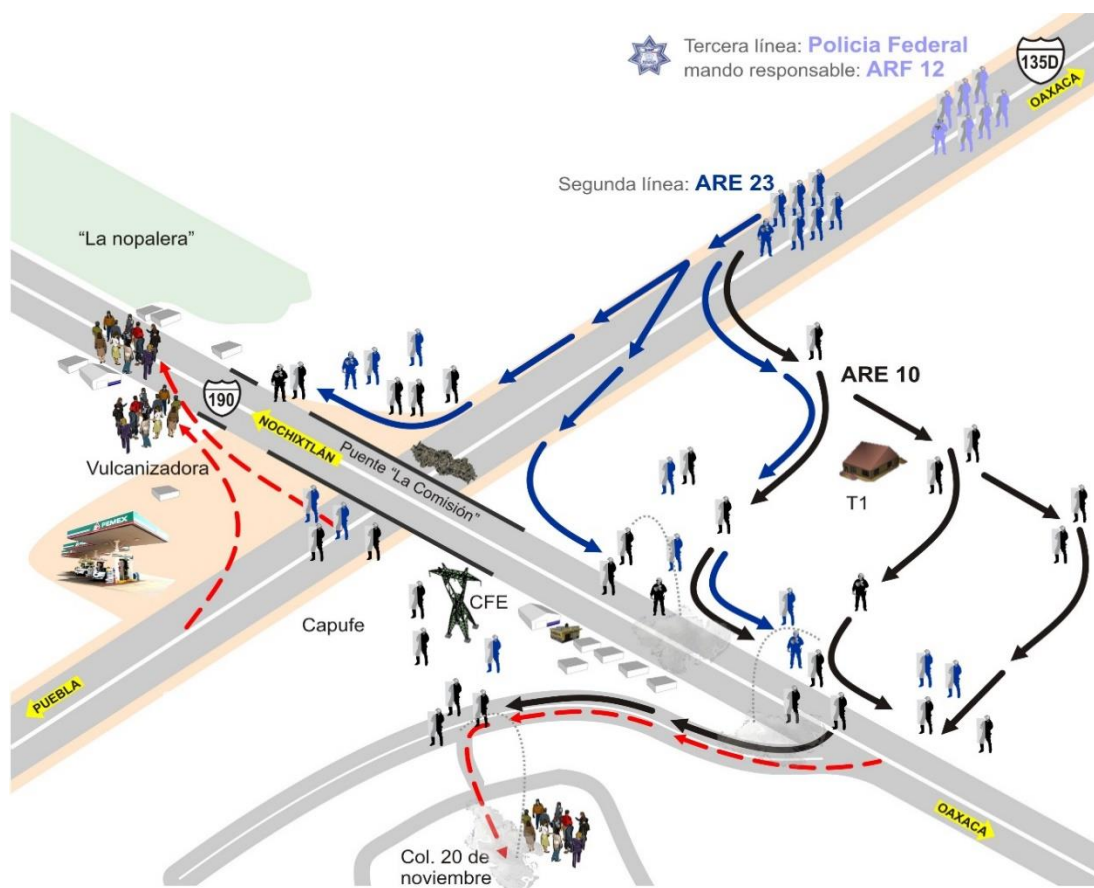 Tercera línea: Policia Federal
mando responsable: ARF 12
135D
OAXACA
Segunda línea: ARE 23
“La nopalera”
ARE 10
190
NOCHIXTLÁN
Puente “La Comisión”
Vulcanizadora
T1
PEMEX
CFE
Capufe
PUEBLA
OAXACA
Col. 20 de
noviembre